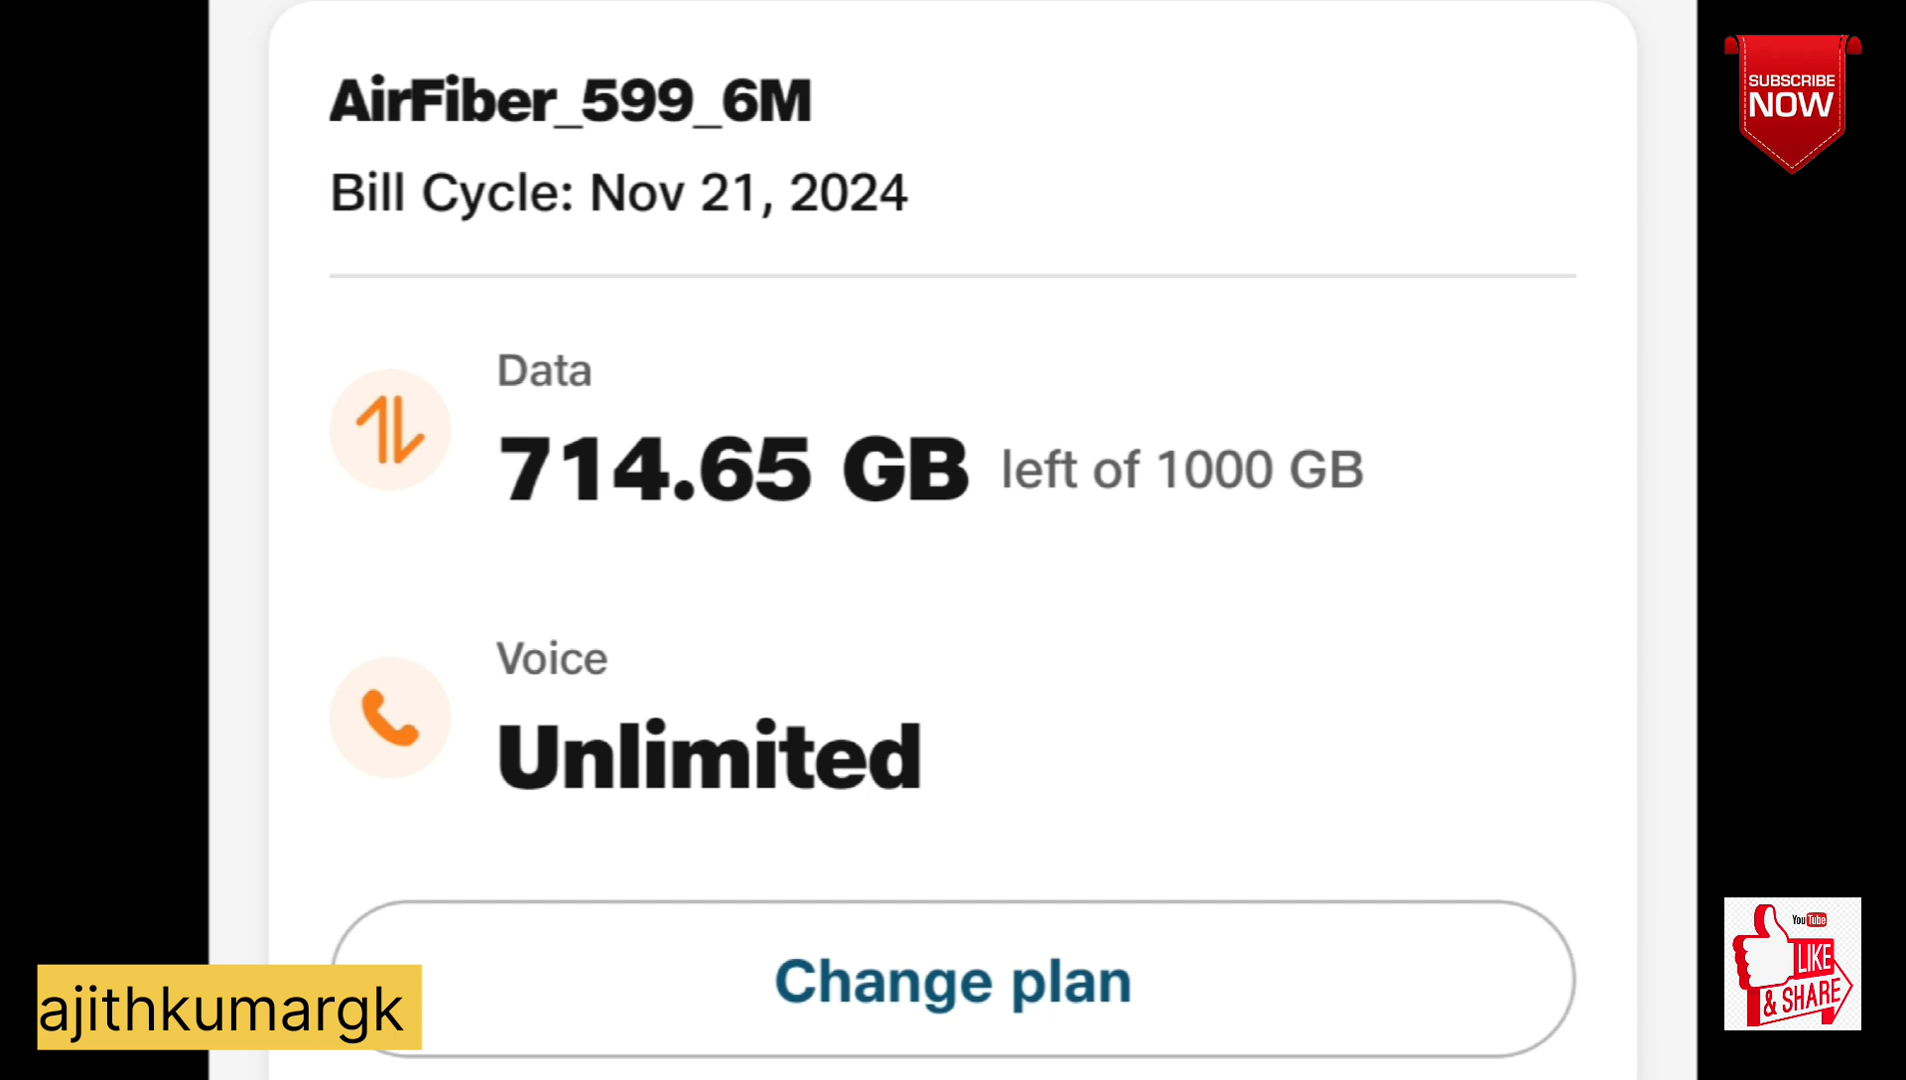 AirFiber_599_6M
Bill Cycle: Nov 21, 2024
Data
714.65 GB left of 1000 GB
Voice
Unlimited
Change plan
ajithkumargk
SUBSCRIBE
NOW
YouTube
LIKE
& SHARE